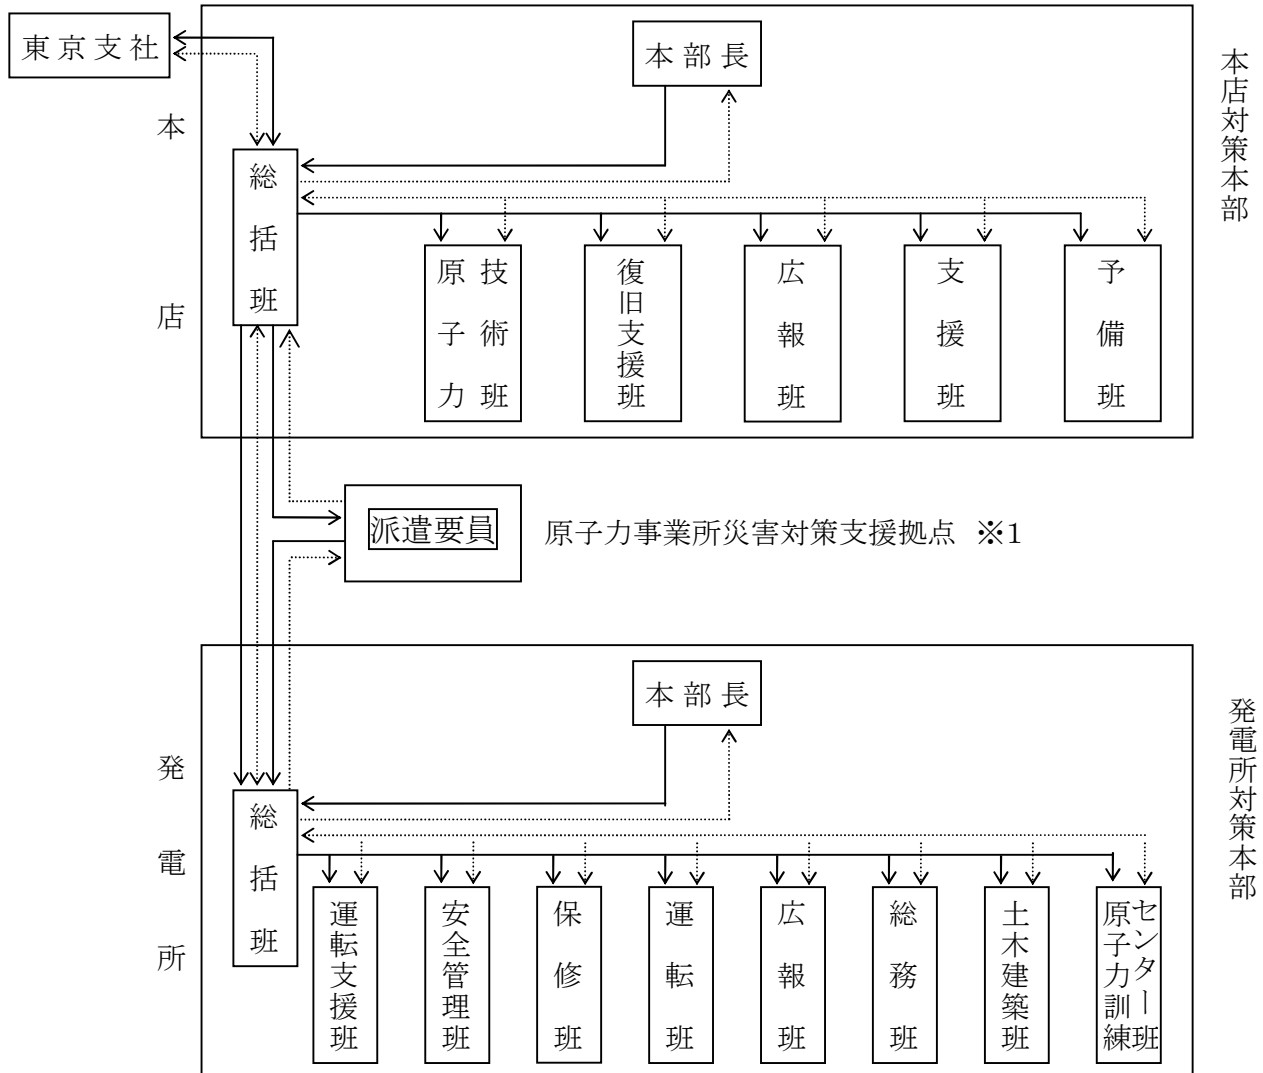 東京支社
本部長
本店対策本部
本店
総括班
原子力技術班
復旧支援班
広報班
支援班
予備班
派遣要員
原子力事業所災害対策支援拠点 ※1
本部長
発電所対策本部
発電所
総括班
運転支援班
安全管理班
保修班
運転班
広報班
総務班
土木建築班
原子力訓練センター班